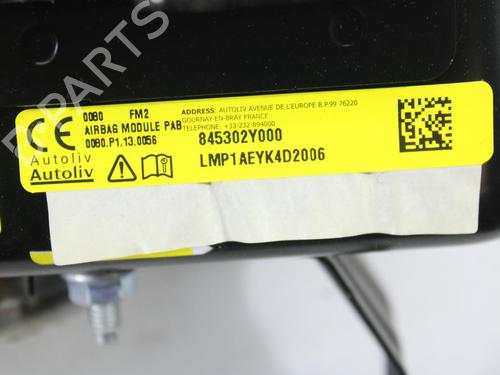 B-PARTS
0080 FM2
AIRBAG MODULE PAB
0080.P1.13.0056
ADDRESS: AUTOLIV AVENUE DE L'EUROPE B.P.99 76220
GOURNAY-EN-BRAY FRANCE
TELEPHONE: +33-232-894000
CE
845302Y000
LMP1AEYK4D2006
Autoliv
Autoliv